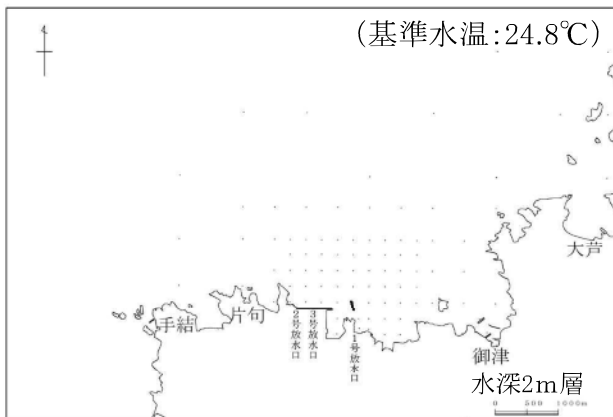 (基準水温:24.8℃)
大芦
手結
片句
2号放水口
3号放水口
1号放水口
御津
水深2m層
0 500 1000m